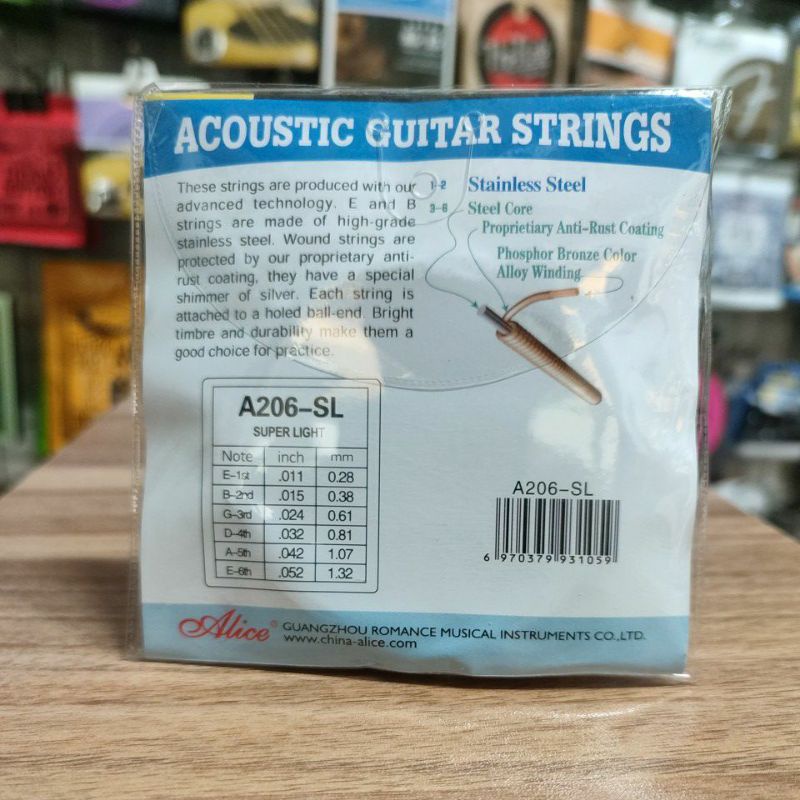 ACOUSTIC GUITAR STRINGS
These strings are produced with our
advanced technology. E and B
strings are made of high-grade
stainless steel. Wound strings are
protected by our proprietary anti-
rust coating, they have a special
shimmer of silver. Each string is
attached to a holed ball-end. Bright
timbre and durability make them a
good choice for practice.
1-2 Stainless Steel
3-6 Steel Core
Proprietary Anti-Rust Coating
Phosphor Bronze Color
Alloy Winding
A206-SL
SUPER LIGHT
Note inch mm
E-1st .011 0.28
B-2nd .015 0.38
G-3rd .024 0.61
D-4th .032 0.81
A-5th .042 1.07
E-6th .052 1.32
A206-SL
6 970379 931059
Alice® GUANGZHOU ROMANCE MUSICAL INSTRUMENTS CO.,LTD.
www.china-alice.com